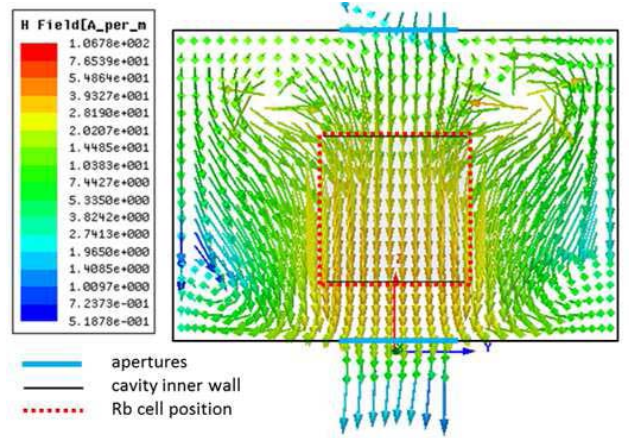 H Field[A_per_m
1.0678e+002
7.6539e+001
5.4864e+001
3.9327e+001
2.8190e+001
2.0207e+001
1.4485e+001
1.0383e+001
7.4427e+000
5.3350e+000
3.8242e+000
2.7413e+000
1.9650e+000
1.4085e+000
1.0097e+000
7.2373e-001
5.1878e-001
Y
apertures
cavity inner wall
Rb cell position